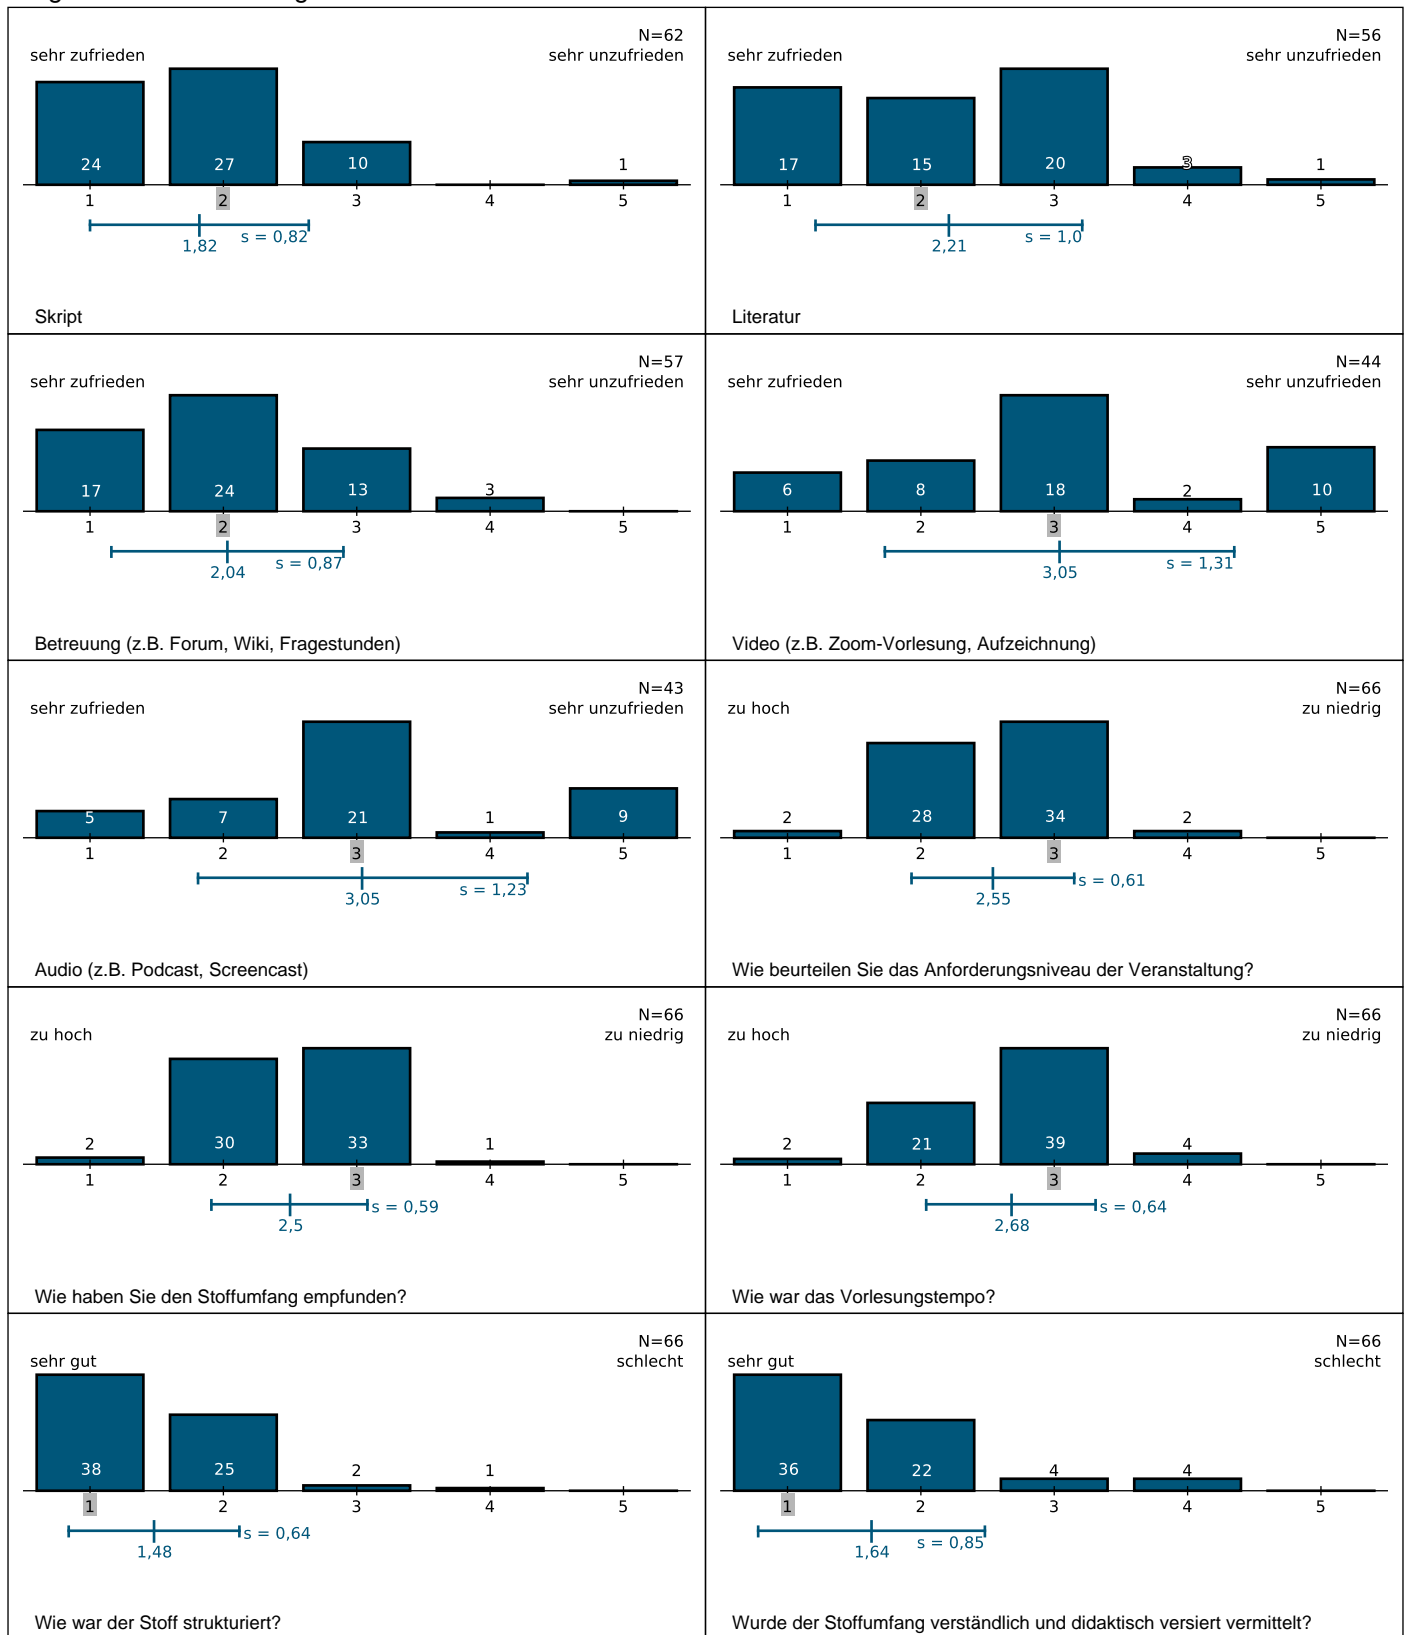 N=62
sehr zufrieden sehr unzufrieden
24 27 10 1
1 2 3 4 5
1,82 s = 0,82
Skript
N=56
sehr zufrieden sehr unzufrieden
17 15 20 3 1
1 2 3 4 5
2,21 s = 1,0
Literatur
N=57
sehr zufrieden sehr unzufrieden
17 24 13 3
1 2 3 4 5
2,04 s = 0,87
Betreuung (z.B. Forum, Wiki, Fragestunden)
N=44
sehr zufrieden sehr unzufrieden
6 8 18 2 10
1 2 3 4 5
3,05 s = 1,31
Video (z.B. Zoom-Vorlesung, Aufzeichnung)
N=43
sehr zufrieden sehr unzufrieden
5 7 21 1 9
1 2 3 4 5
3,05 s = 1,23
Audio (z.B. Podcast, Screencast)
N=66
zu hoch zu niedrig
2 28 34 2
1 2 3 4 5
2,55 s = 0,61
Wie beurteilen Sie das Anforderungsniveau der Veranstaltung?
N=66
zu hoch zu niedrig
2 30 33 1
1 2 3 4 5
2,5 s = 0,59
Wie haben Sie den Stoffumfang empfunden?
N=66
zu hoch zu niedrig
2 21 39 4
1 2 3 4 5
2,68 s = 0,64
Wie war das Vorlesungstempo?
N=66
sehr gut schlecht
38 25 2 1
1 2 3 4 5
1,48 s = 0,64
Wie war der Stoff strukturiert?
N=66
sehr gut schlecht
36 22 4 4
1 2 3 4 5
1,64 s = 0,85
Wurde der Stoffumfang verständlich und didaktisch versiert vermittelt?